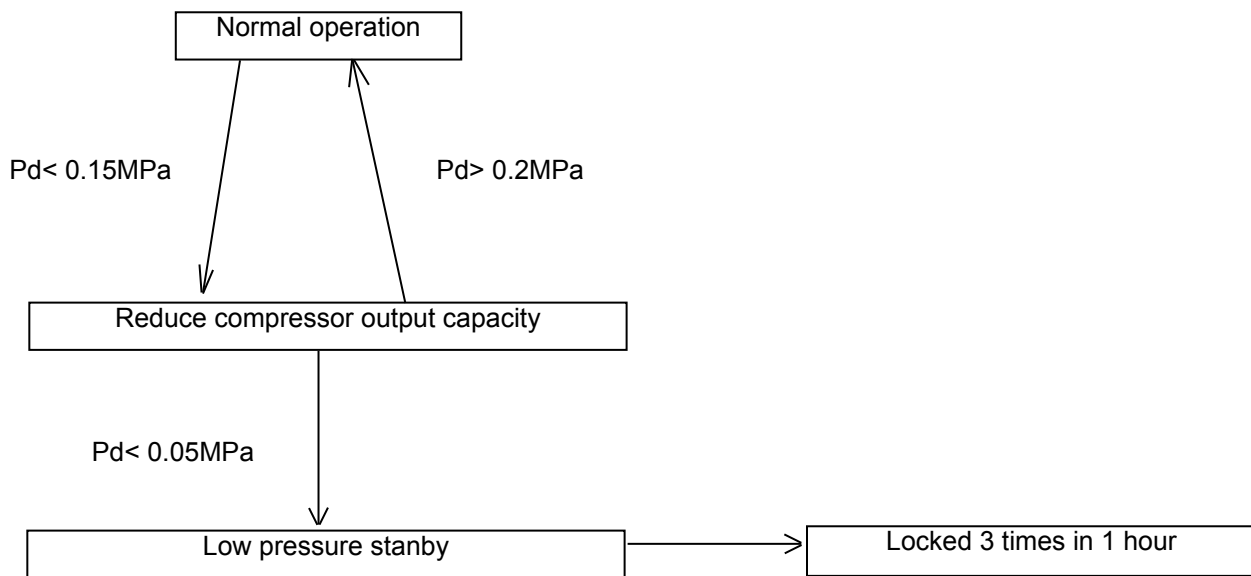 Normal operation
Pd< 0.15MPa
Pd> 0.2MPa
Reduce compressor output capacity
Pd< 0.05MPa
Low pressure stanby
Locked 3 times in 1 hour